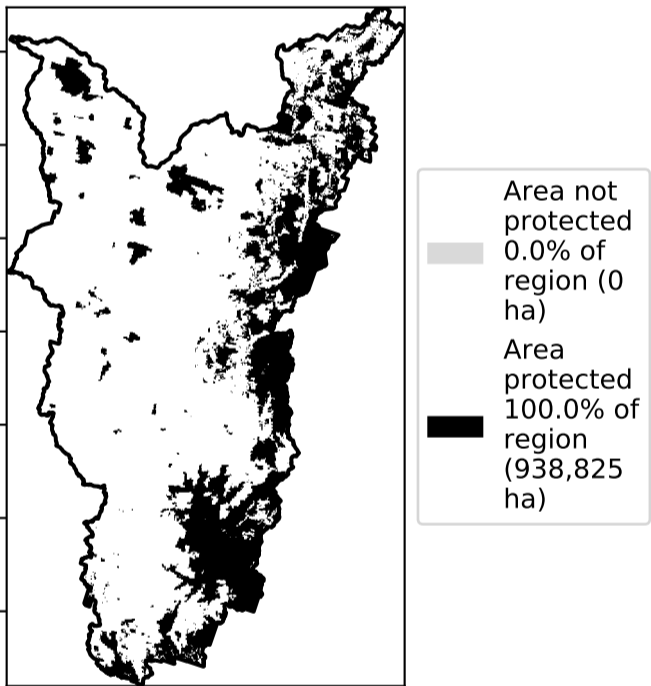 Area not
protected
0.0% of
region (0
ha)
Area
protected
100.0% of
region
(938,825
ha)